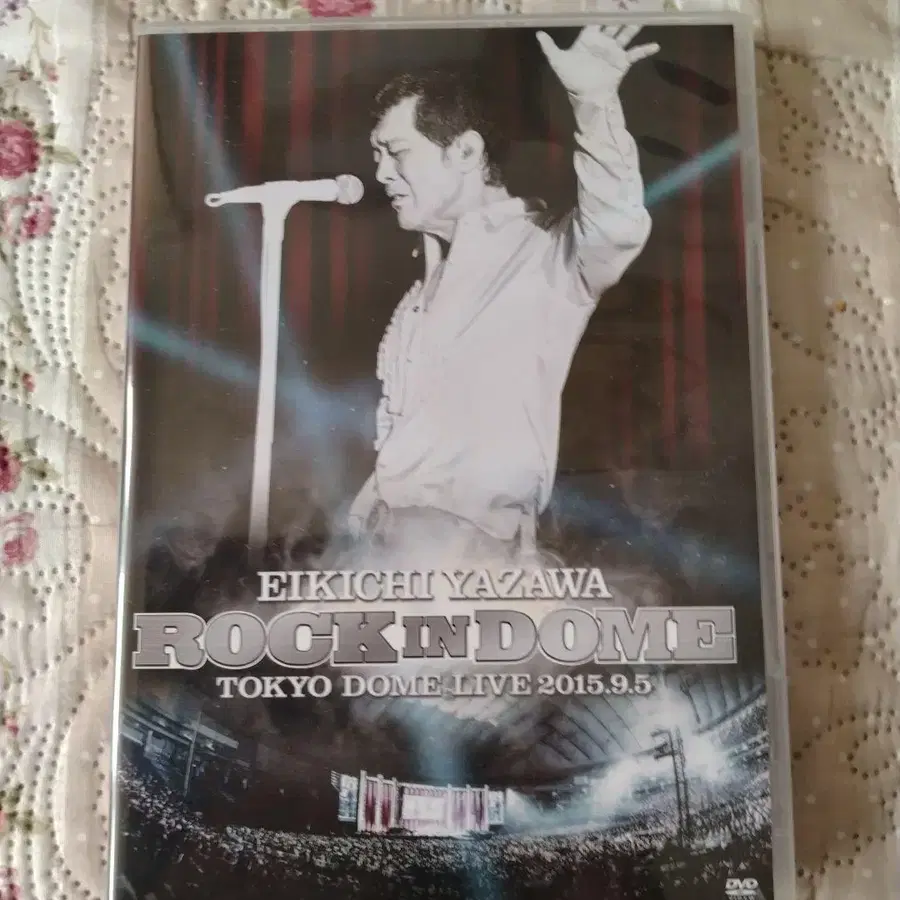 EIKICHI YAZAWA
ROCK IN DOME
TOKYO DOME LIVE 2015.9.5
DVD